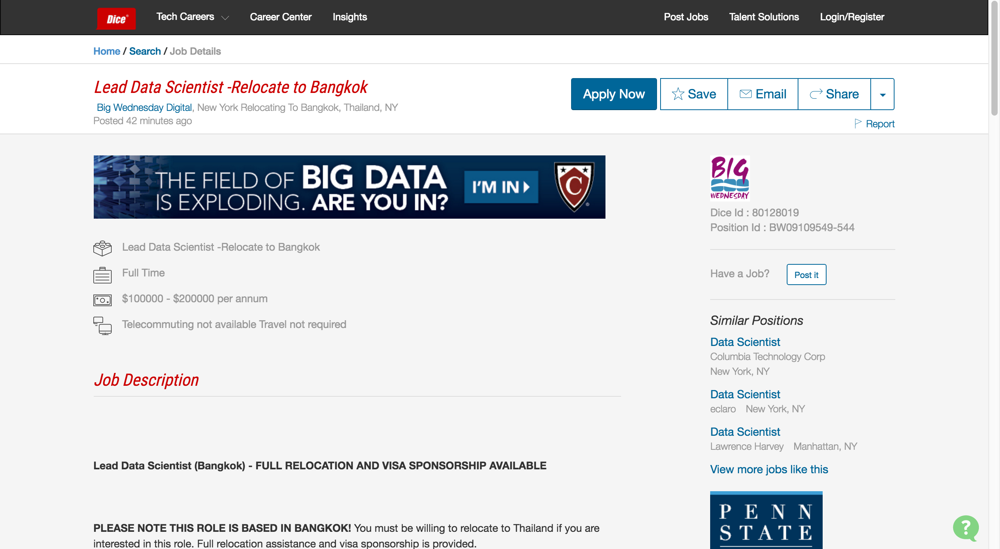 Dice®
Tech Careers
Career Center
Insights
Post Jobs
Talent Solutions
Login/Register
Home / Search / Job Details
Lead Data Scientist -Relocate to Bangkok
Big Wednesday Digital, New York Relocating To Bangkok, Thailand, NY
Posted 42 minutes ago
Apply Now
Save
Email
Share
Report
THE FIELD OF BIG DATA
IS EXPLODING. ARE YOU IN?
I'M IN
C
®
Lead Data Scientist -Relocate to Bangkok
Full Time
$100000 - $200000 per annum
Telecommuting not available Travel not required
Job Description
Lead Data Scientist (Bangkok) - FULL RELOCATION AND VISA SPONSORSHIP AVAILABLE
PLEASE NOTE THIS ROLE IS BASED IN BANGKOK! You must be willing to relocate to Thailand if you are
interested in this role. Full relocation assistance and visa sponsorship is provided.
BIG
WEDNESDAY
Dice Id : 80128019
Position Id : BW09109549-544
Have a Job?
Post it
Similar Positions
Data Scientist
Columbia Technology Corp
New York, NY
Data Scientist
eclaro New York, NY
Data Scientist
Lawrence Harvey Manhattan, NY
View more jobs like this
PENN
STATE
?